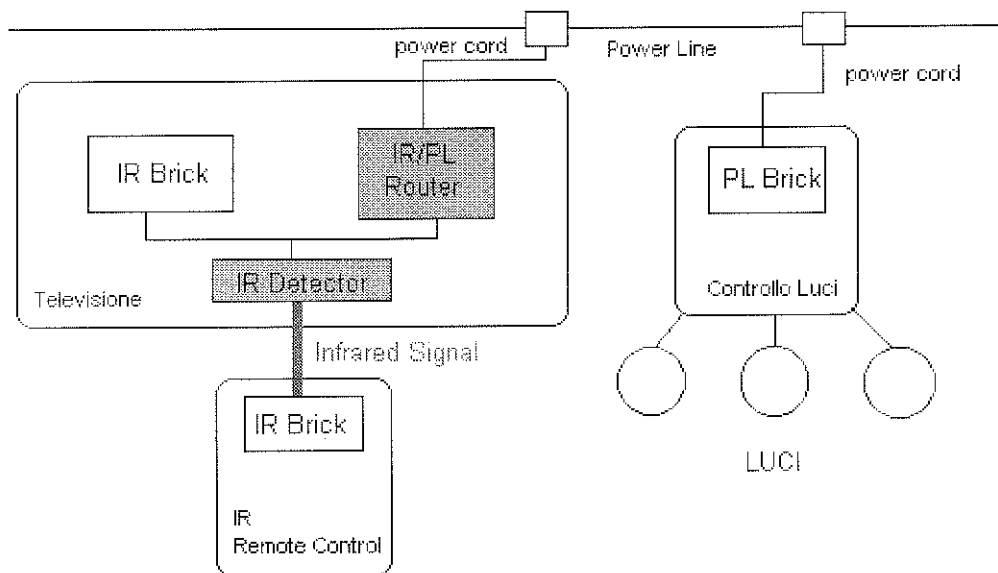 power cord
Power Line
power cord
IR Brick
IR/PL
Router
PL Brick
IR Detector
Televisione
Controllo Luci
Infrared Signal
IR Brick
LUCI
IR
Remote Control